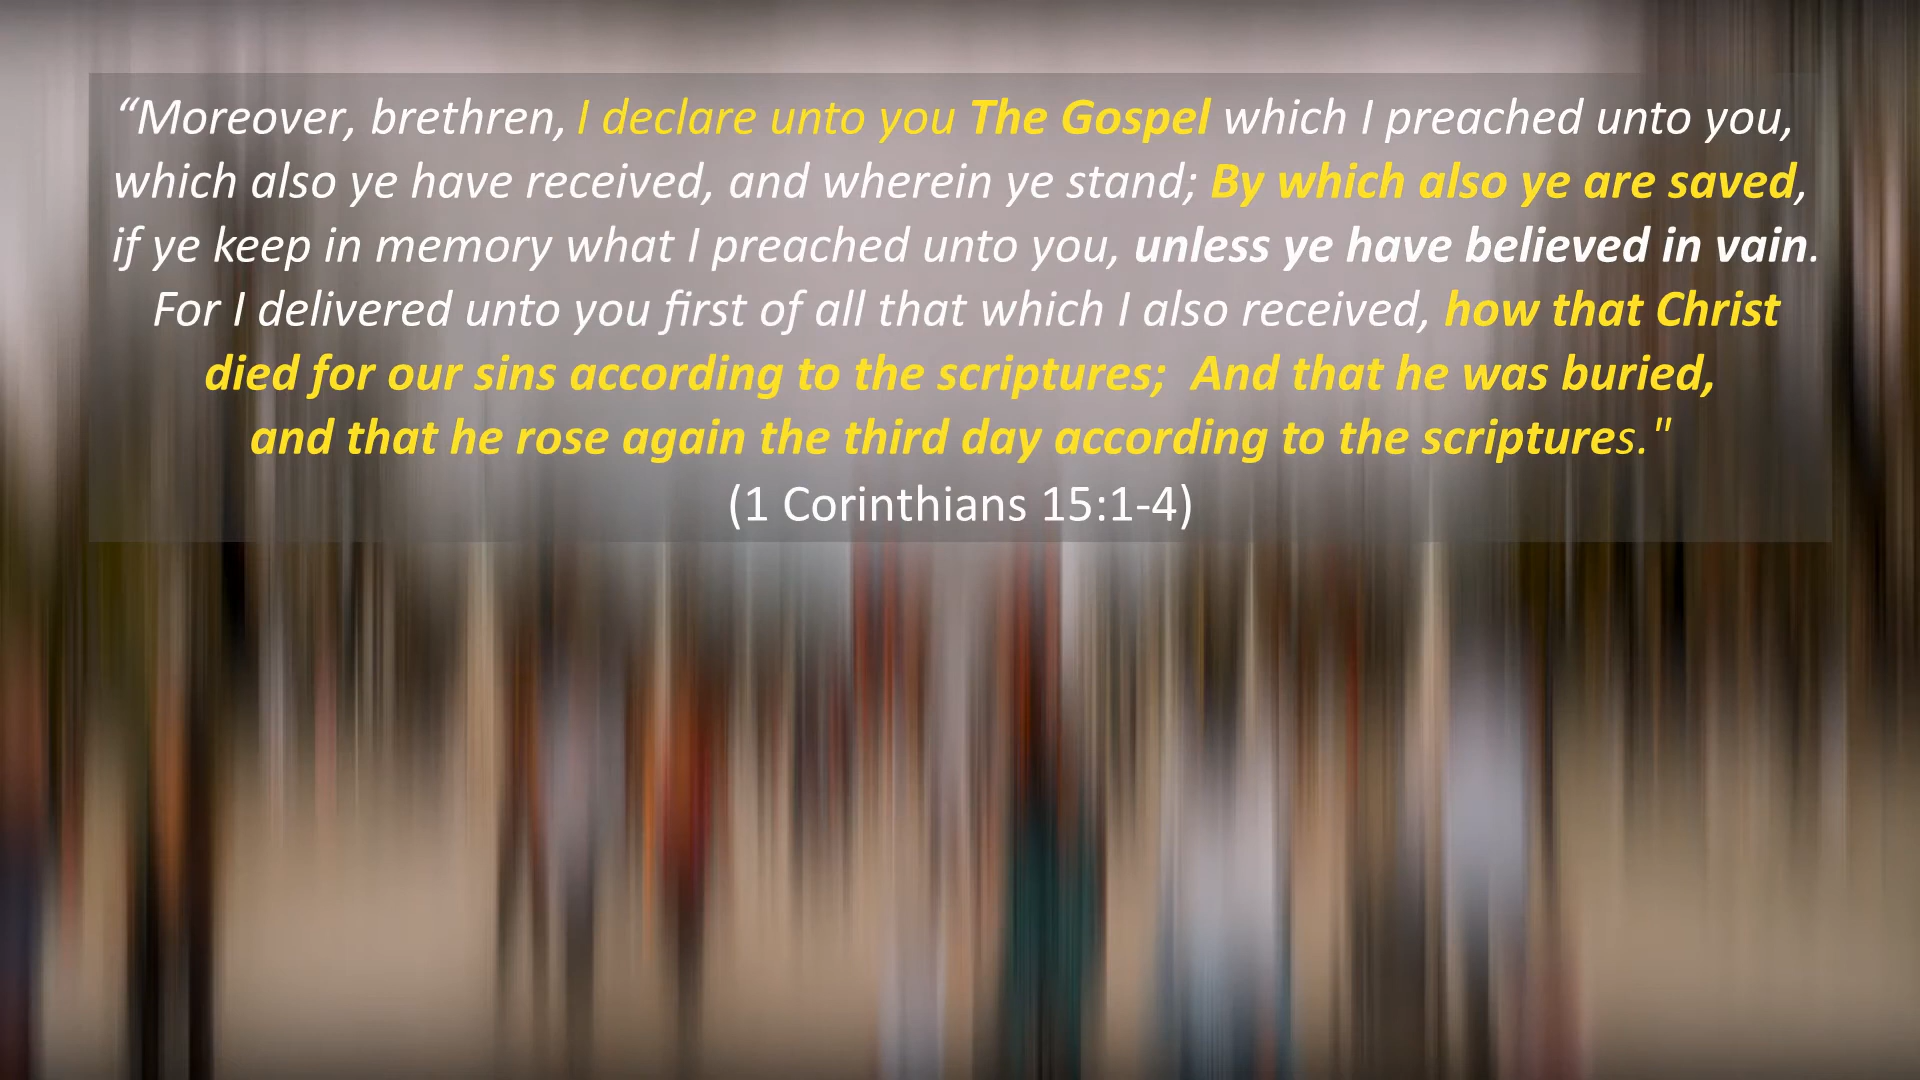 “Moreover, brethren, I declare unto you The Gospel which I preached unto you,
which also ye have received, and wherein ye stand; By which also ye are saved,
if ye keep in memory what I preached unto you, unless ye have believed in vain.
For I delivered unto you first of all that which I also received, how that Christ
died for our sins according to the scriptures;  And that he was buried,
and that he rose again the third day according to the scriptures."
(1 Corinthians 15:1-4)